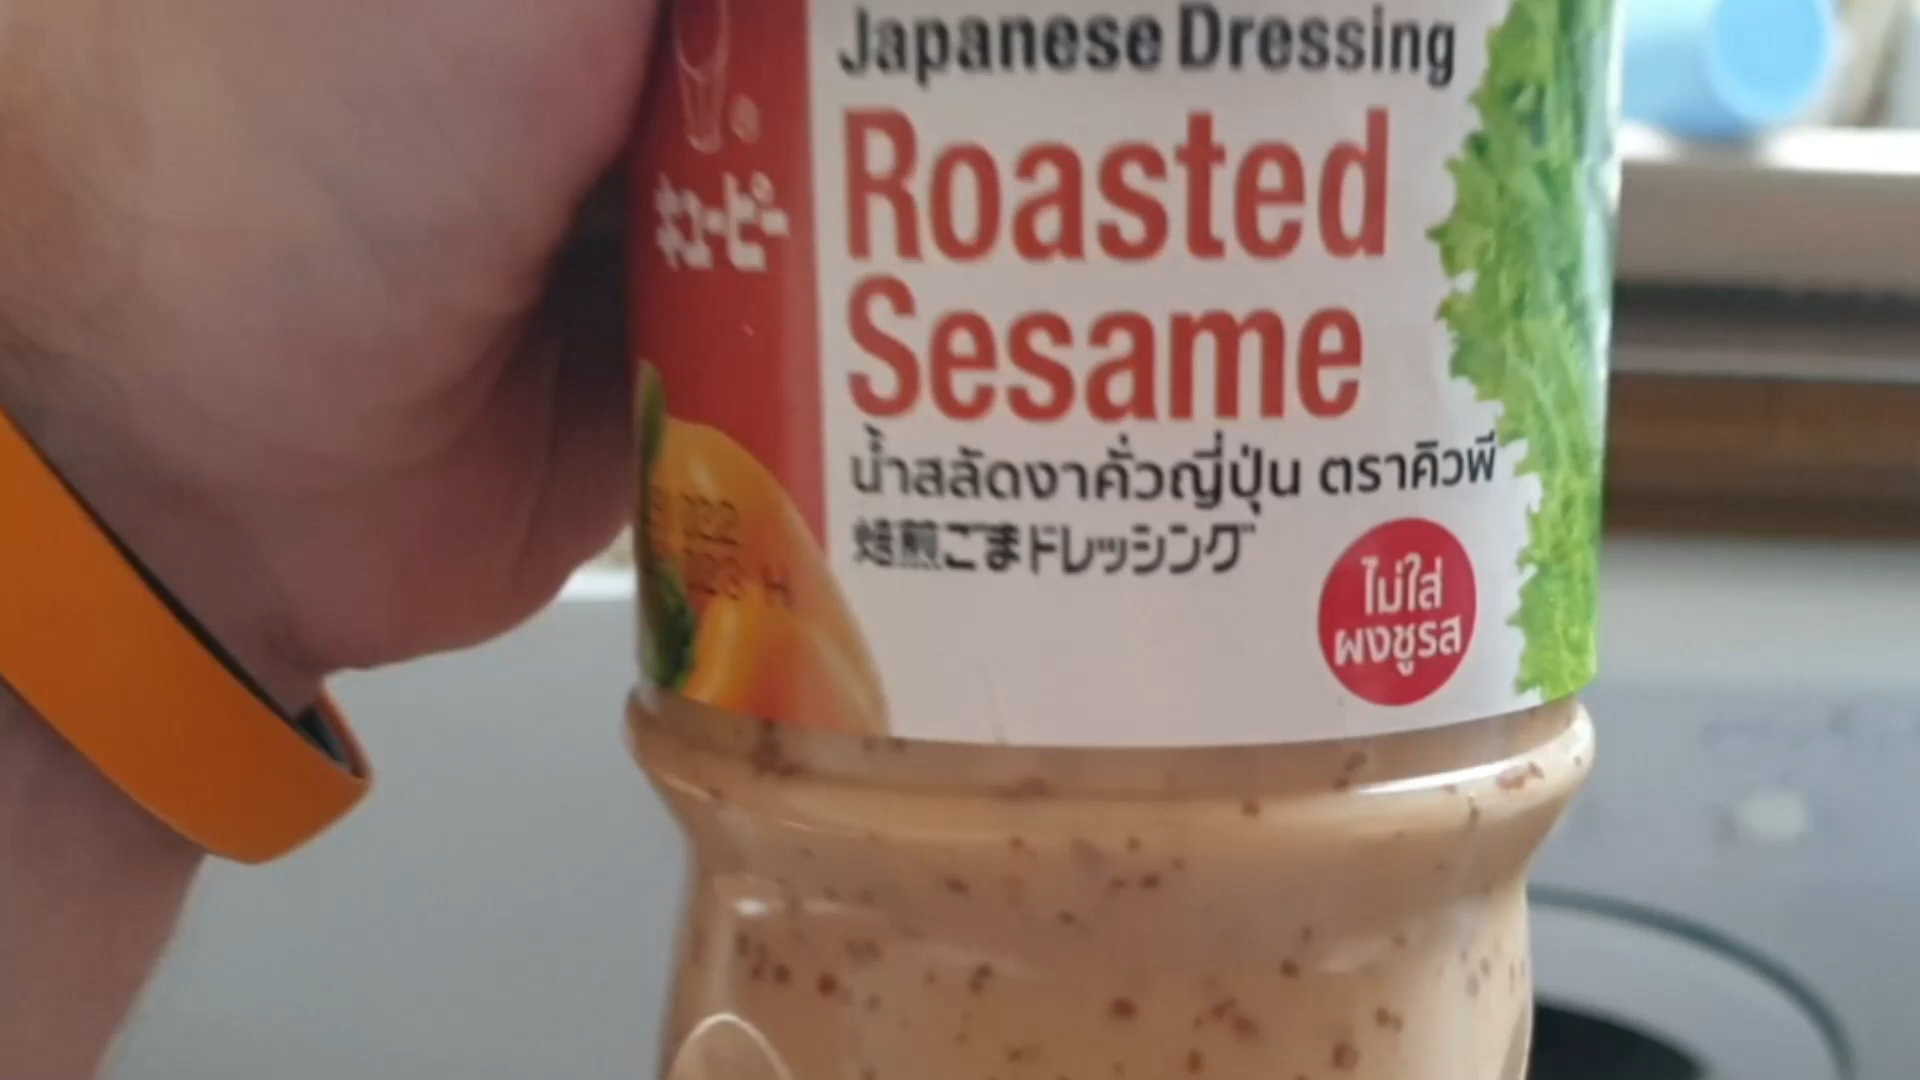 Japanese Dressing
®
キユーピー
Roasted
Sesame
น้ำสลัดงาคั่วญี่ปุ่น ตราคิวพี
焙煎ごまドレッシング
ไม่ใส่
ผงชูรส